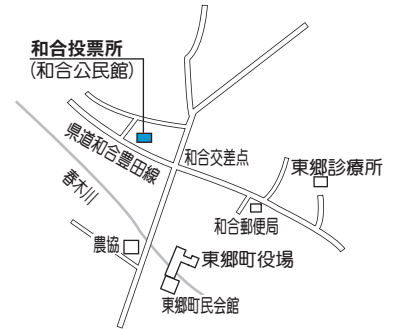 和合投票所
(和合公民館)
県道和合豊田線
和合交差点
東郷診療所
春木川
和合郵便局
農協
東郷町役場
東郷町民会館